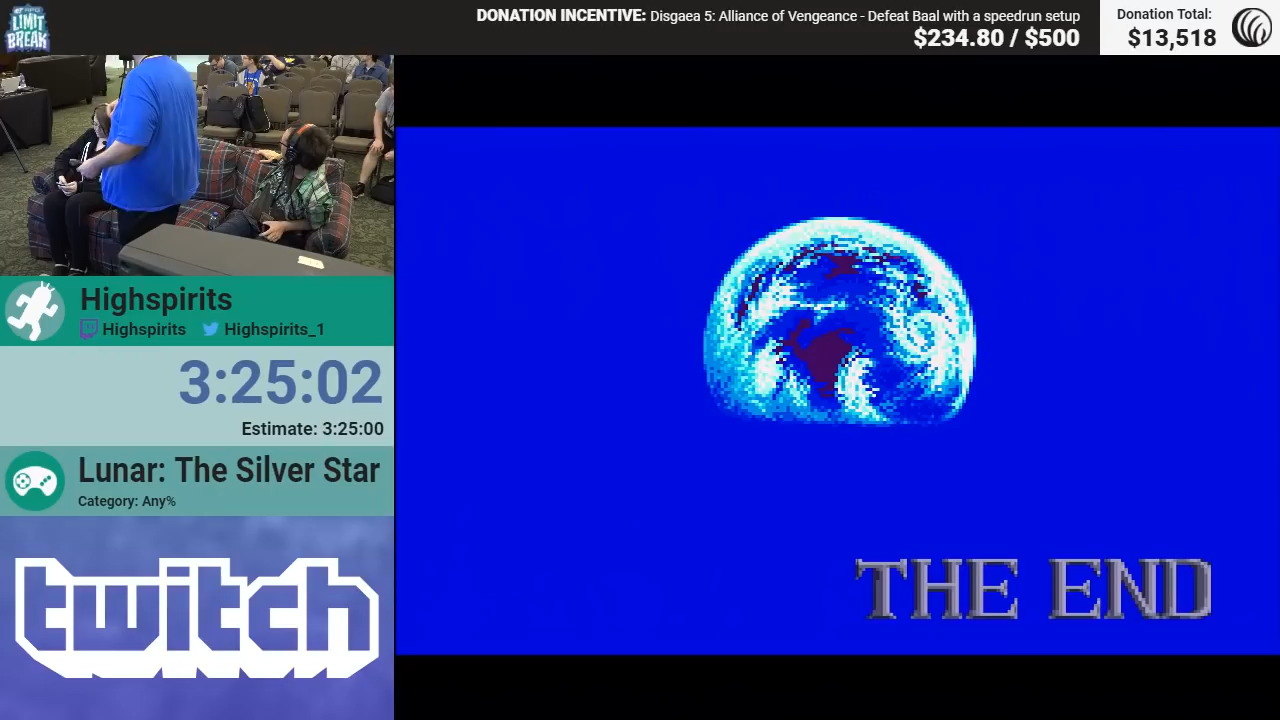 RPG
LIMIT
BREAK
DONATION INCENTIVE: Disgaea 5: Alliance of Vengeance - Defeat Baal with a speedrun setup
$234.80 / $500
Donation Total:
$13,518
Highspirits
Highspirits
Highspirits_1
3:25:02
Estimate: 3:25:00
Lunar: The Silver Star
Category: Any%
twitch
THE END